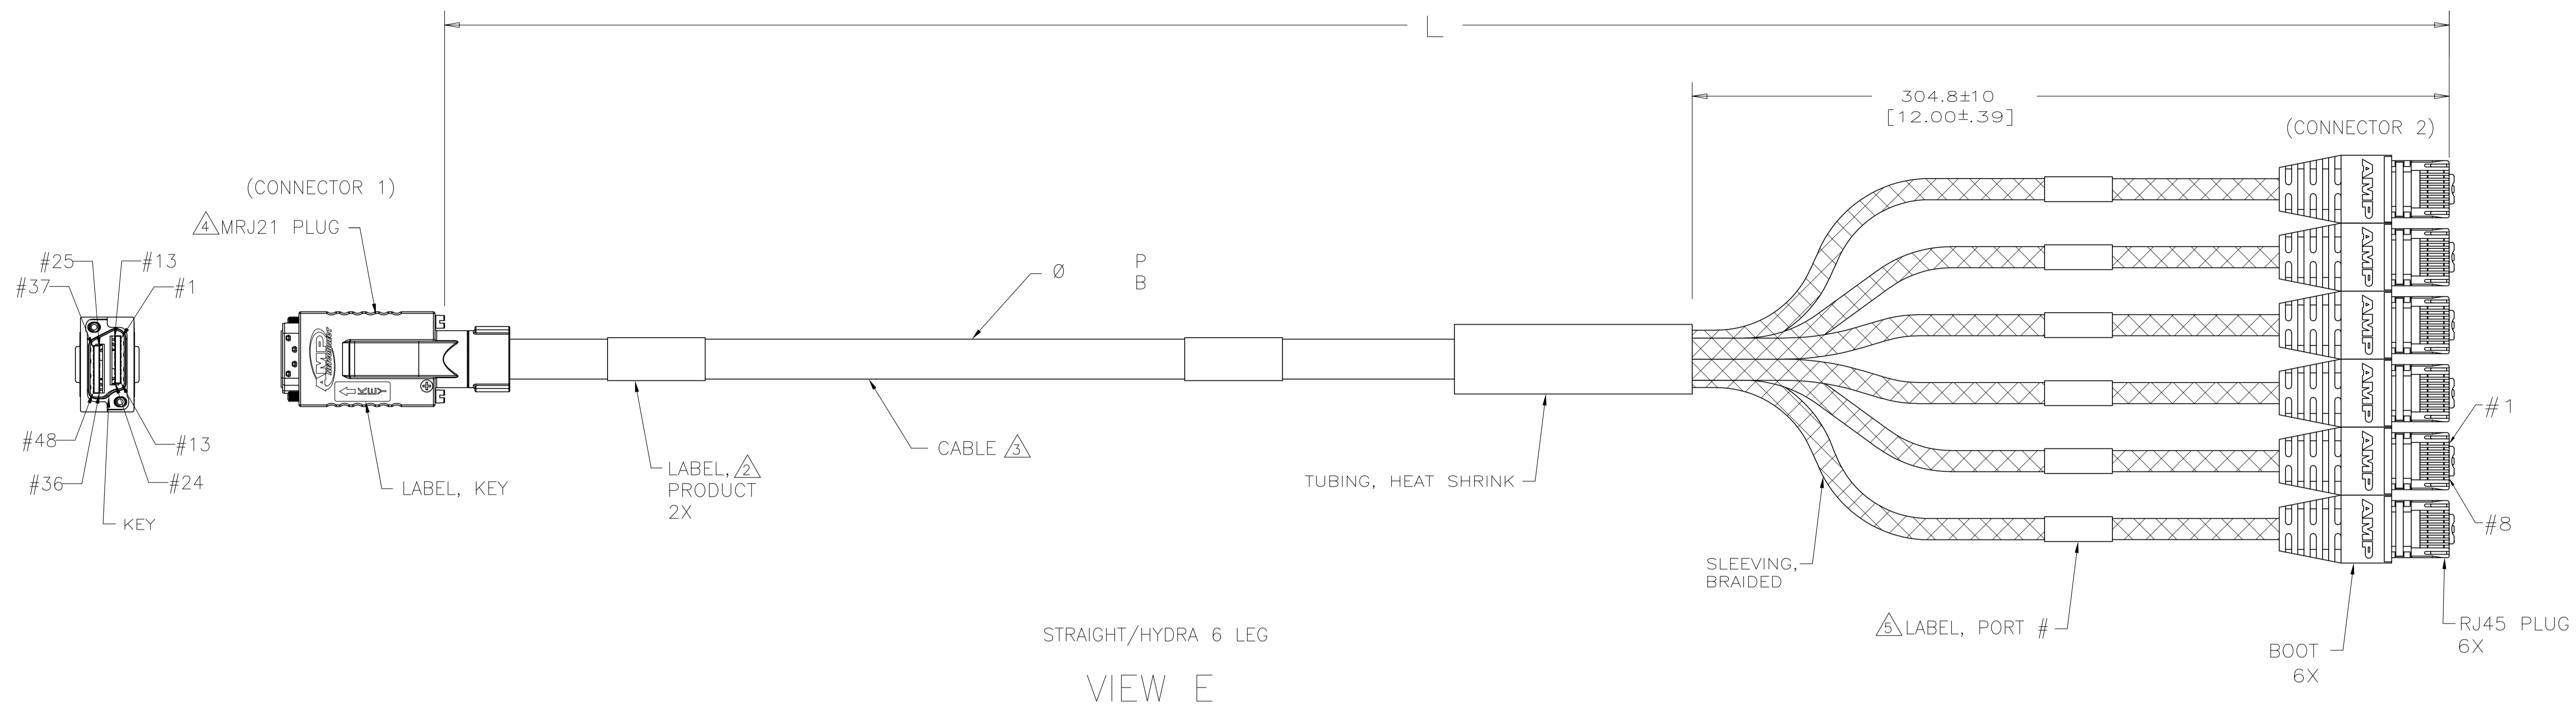 L
304.8±10
[12.00±.39]
(CONNECTOR 2)
(CONNECTOR 1)
4 MRJ21 PLUG
#25
#13
#37
#1
#48
#13
#36
#24
KEY
AMP
KEY
LABEL, KEY
LABEL, 2
PRODUCT
2X
Ø
P
B
CABLE 3
TUBING, HEAT SHRINK
SLEEVING,
BRAIDED
5 LABEL, PORT #
AMP
AMP
AMP
AMP
AMP
AMP
#1
#8
BOOT
6X
RJ45 PLUG
6X
STRAIGHT/HYDRA 6 LEG
VIEW E